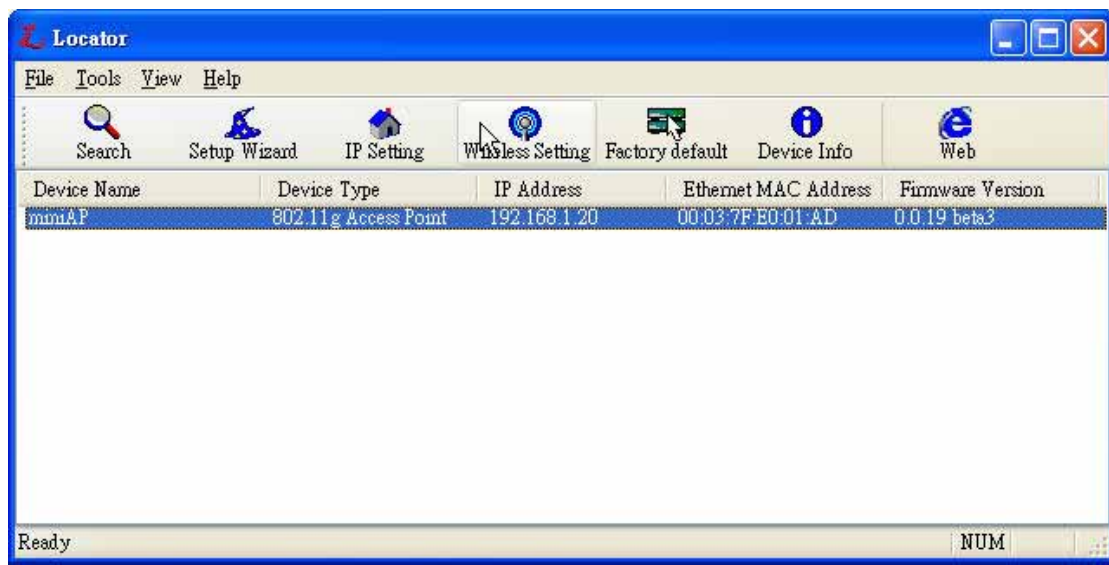 Locator
File Tools View Help
Search Setup Wizard IP Setting Wireless Setting Factory default Device Info Web
Device Name Device Type IP Address Ethernet MAC Address Firmware Version
miniAP 802.11g Access Point 192.168.1.20 00:03:7F:E0:01:AD 0.0.19 beta3
Ready NUM